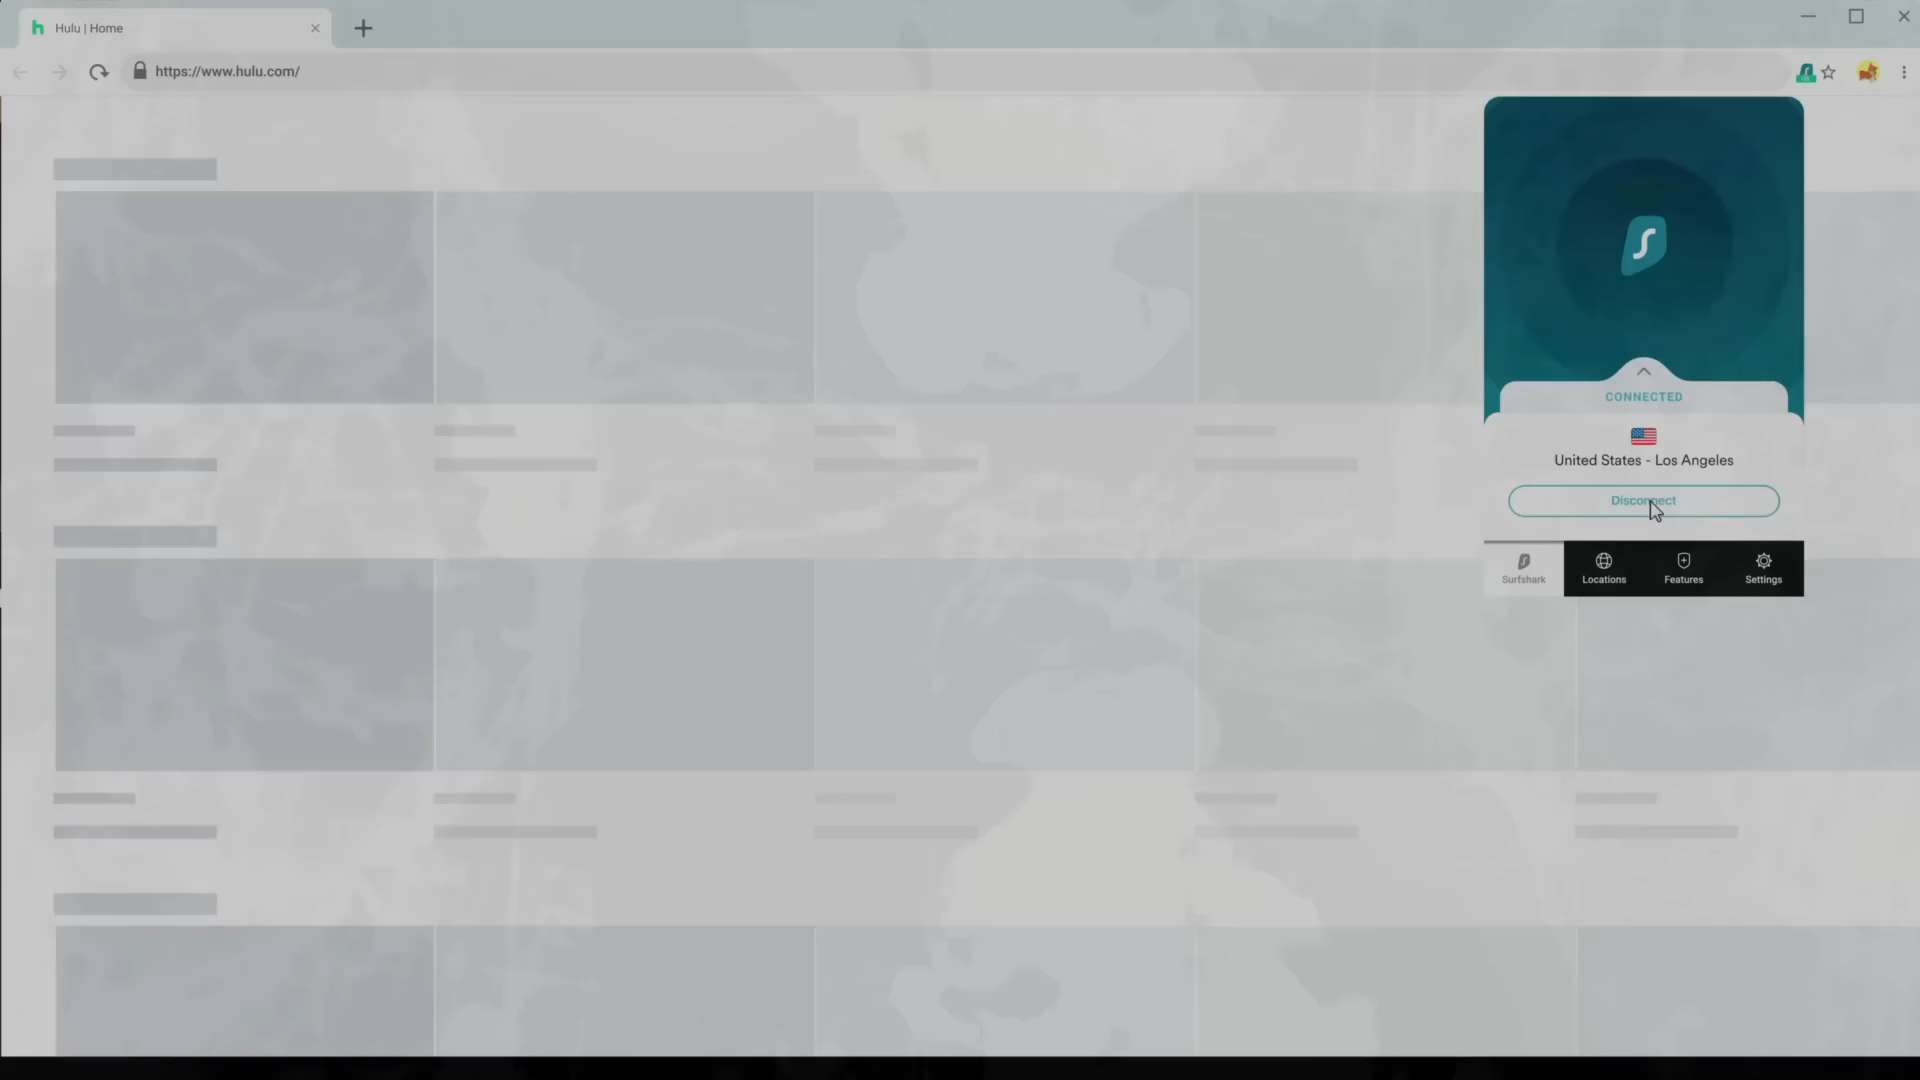 Hulu | Home
https://www.hulu.com/
CONNECTED
United States - Los Angeles
Disconnect
Surfshark
Locations
Features
Settings